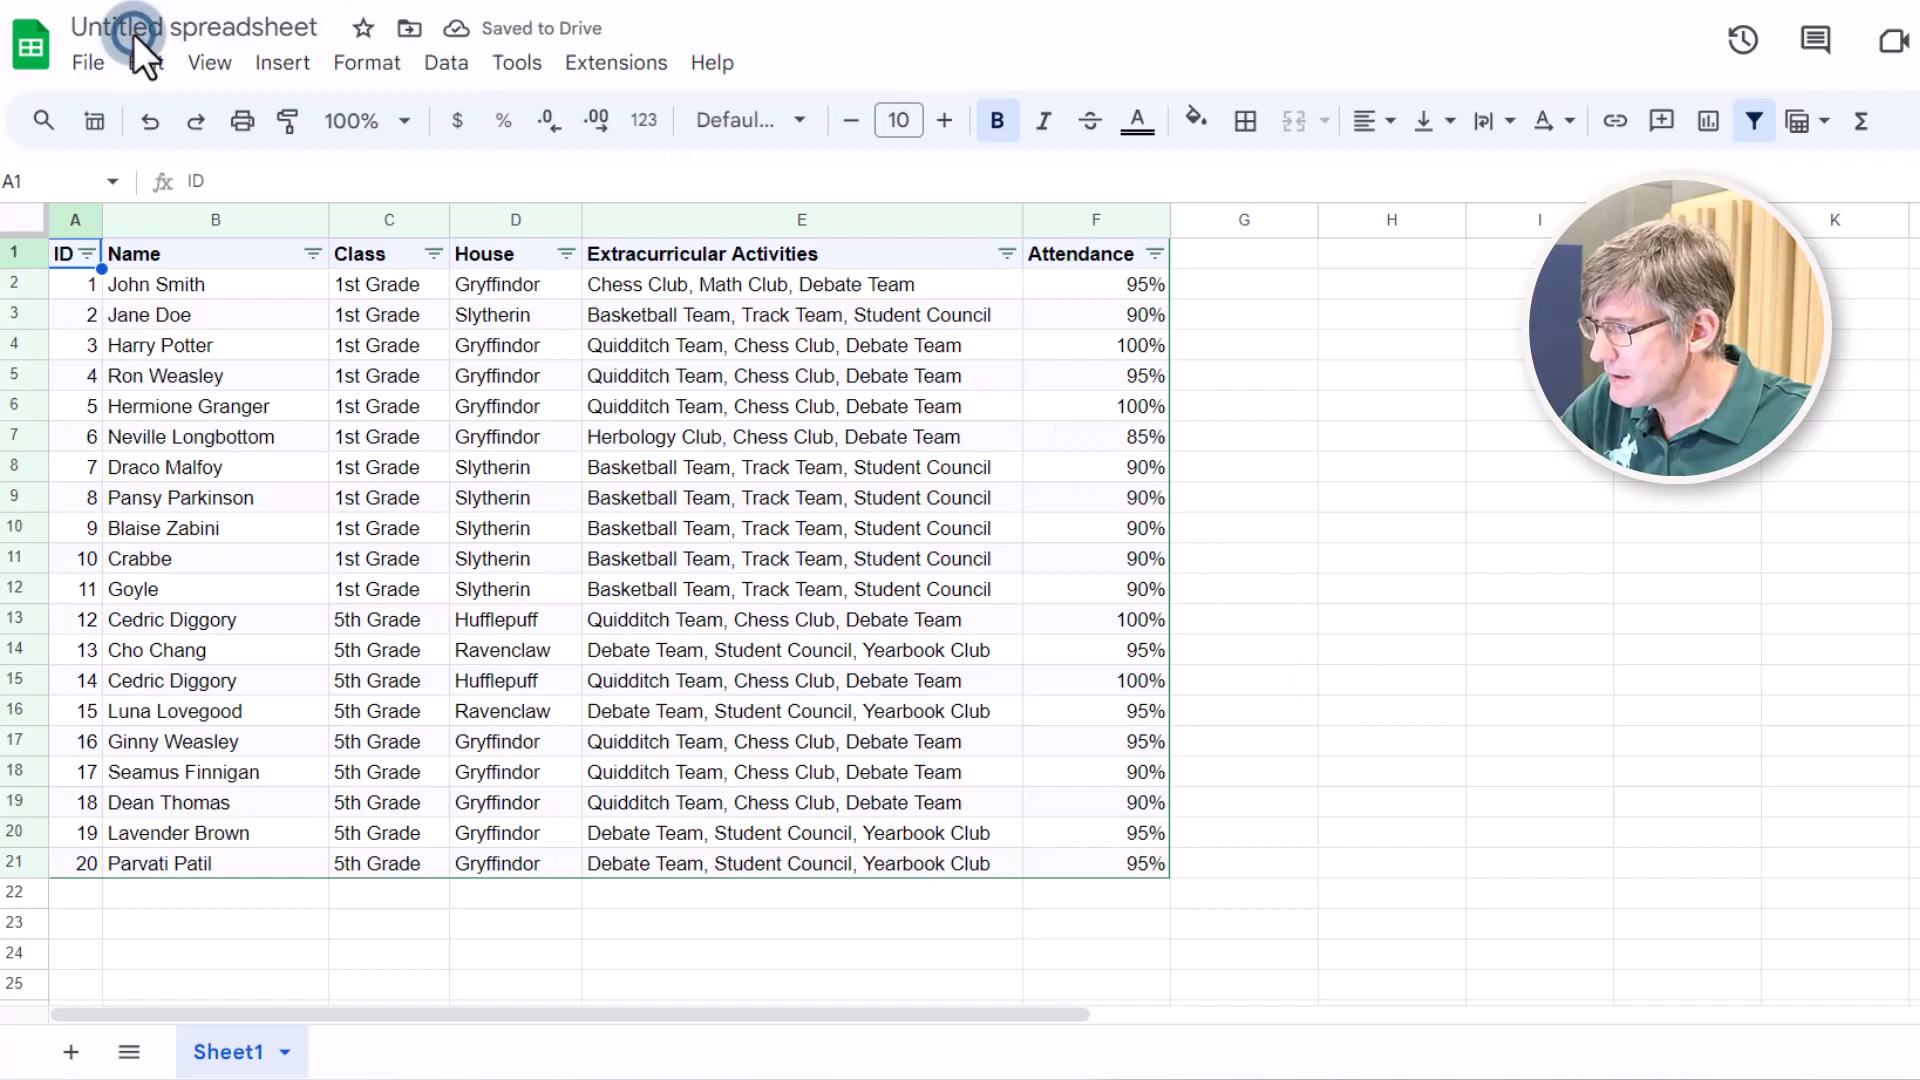 Untitled spreadsheet Saved to Drive
File View Insert Format Data Tools Extensions Help
100% $ % .0 .00 123 Defaul... 10 B I S A A Σ
A1 fx ID
A B C D E F G H I K
1 ID Name Class House Extracurricular Activities Attendance
2 1 John Smith 1st Grade Gryffindor Chess Club, Math Club, Debate Team 95%
3 2 Jane Doe 1st Grade Slytherin Basketball Team, Track Team, Student Council 90%
4 3 Harry Potter 1st Grade Gryffindor Quidditch Team, Chess Club, Debate Team 100%
5 4 Ron Weasley 1st Grade Gryffindor Quidditch Team, Chess Club, Debate Team 95%
6 5 Hermione Granger 1st Grade Gryffindor Quidditch Team, Chess Club, Debate Team 100%
7 6 Neville Longbottom 1st Grade Gryffindor Herbology Club, Chess Club, Debate Team 85%
8 7 Draco Malfoy 1st Grade Slytherin Basketball Team, Track Team, Student Council 90%
9 8 Pansy Parkinson 1st Grade Slytherin Basketball Team, Track Team, Student Council 90%
10 9 Blaise Zabini 1st Grade Slytherin Basketball Team, Track Team, Student Council 90%
11 10 Crabbe 1st Grade Slytherin Basketball Team, Track Team, Student Council 90%
12 11 Goyle 1st Grade Slytherin Basketball Team, Track Team, Student Council 90%
13 12 Cedric Diggory 5th Grade Hufflepuff Quidditch Team, Chess Club, Debate Team 100%
14 13 Cho Chang 5th Grade Ravenclaw Debate Team, Student Council, Yearbook Club 95%
15 14 Cedric Diggory 5th Grade Hufflepuff Quidditch Team, Chess Club, Debate Team 100%
16 15 Luna Lovegood 5th Grade Ravenclaw Debate Team, Student Council, Yearbook Club 95%
17 16 Ginny Weasley 5th Grade Gryffindor Quidditch Team, Chess Club, Debate Team 95%
18 17 Seamus Finnigan 5th Grade Gryffindor Quidditch Team, Chess Club, Debate Team 90%
19 18 Dean Thomas 5th Grade Gryffindor Quidditch Team, Chess Club, Debate Team 90%
20 19 Lavender Brown 5th Grade Gryffindor Debate Team, Student Council, Yearbook Club 95%
21 20 Parvati Patil 5th Grade Gryffindor Debate Team, Student Council, Yearbook Club 95%
22
23
24
25
Sheet1